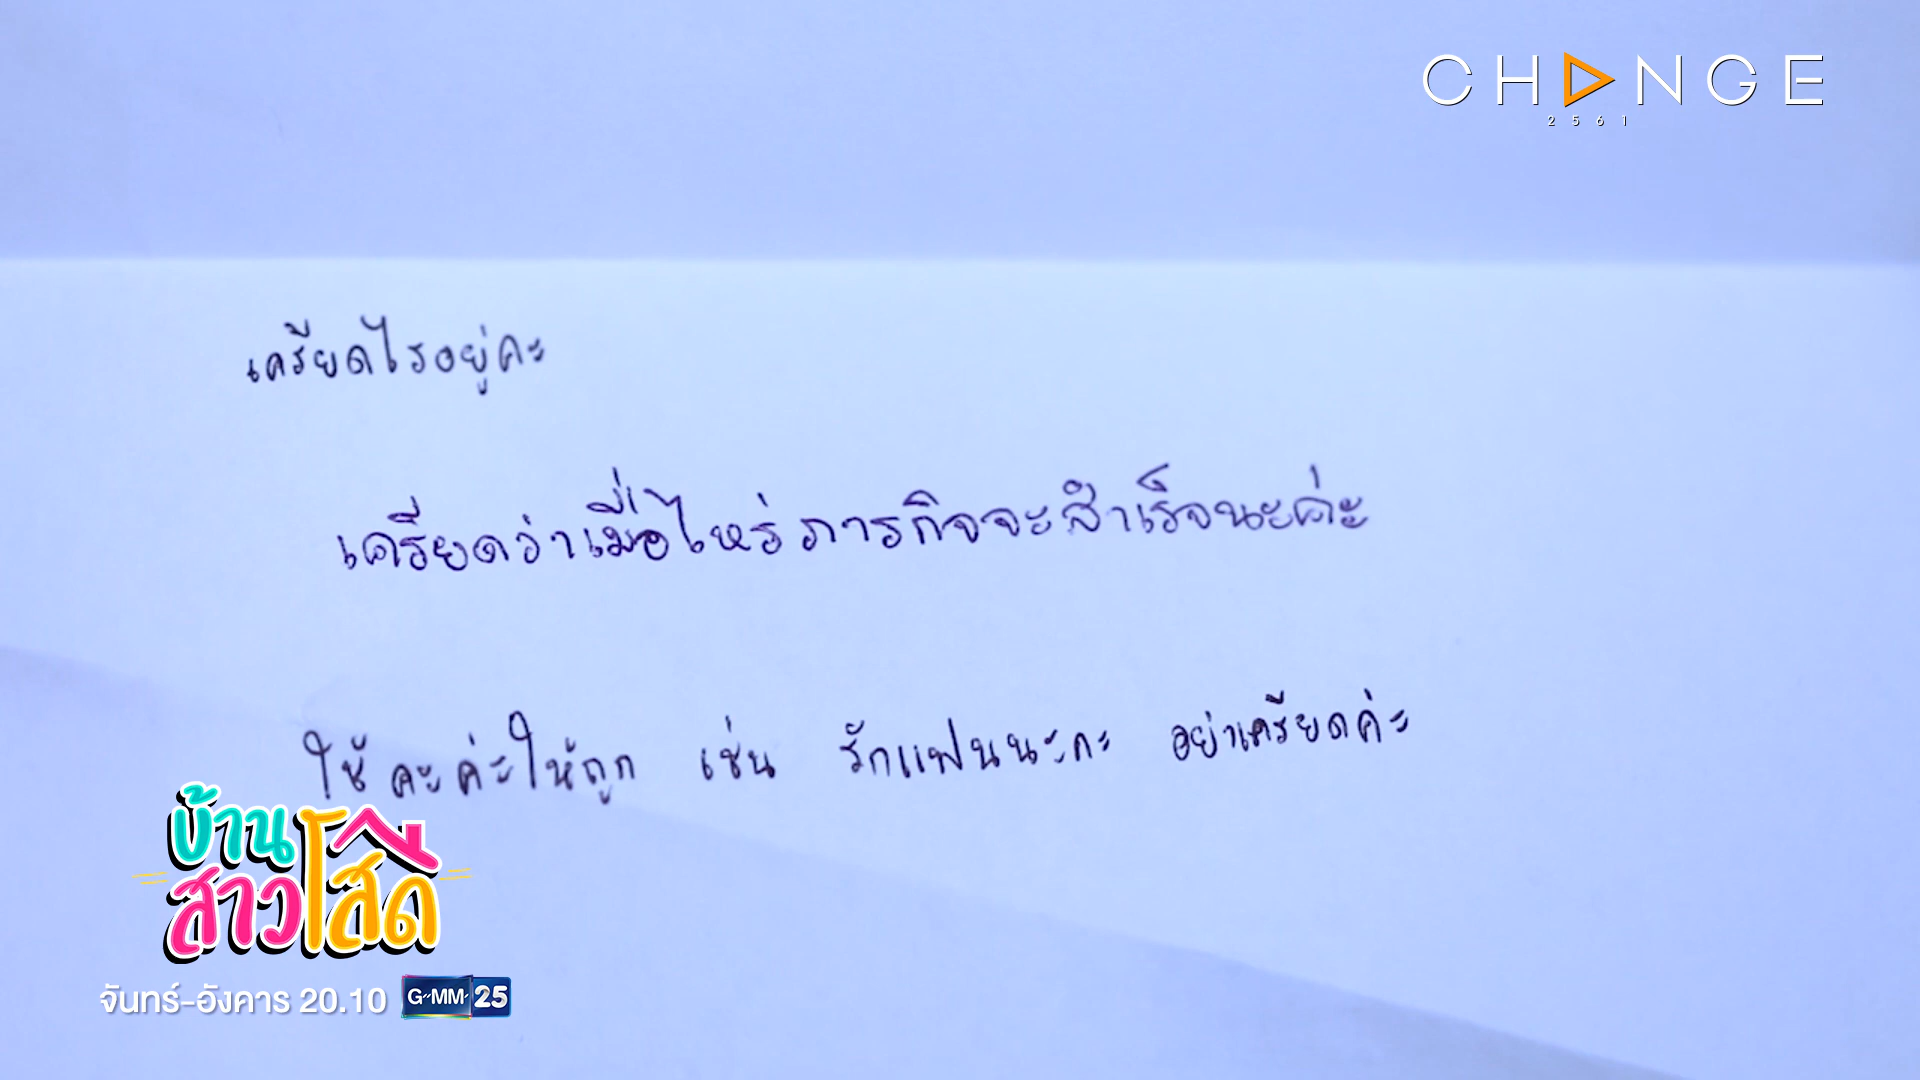 CHANGE
2561
เครียดไรอยู่คะ
เครียดว่าเมื่อไหร่ภารกิจจะสำเร็จนะค่ะ
ใช้ คะค่ะให้ถูก เช่น รักแฟนนะคะ อย่าเครียดค่ะ
บ้าน
สาวโสด
จันทร์-อังคาร 20.10 GMM 25